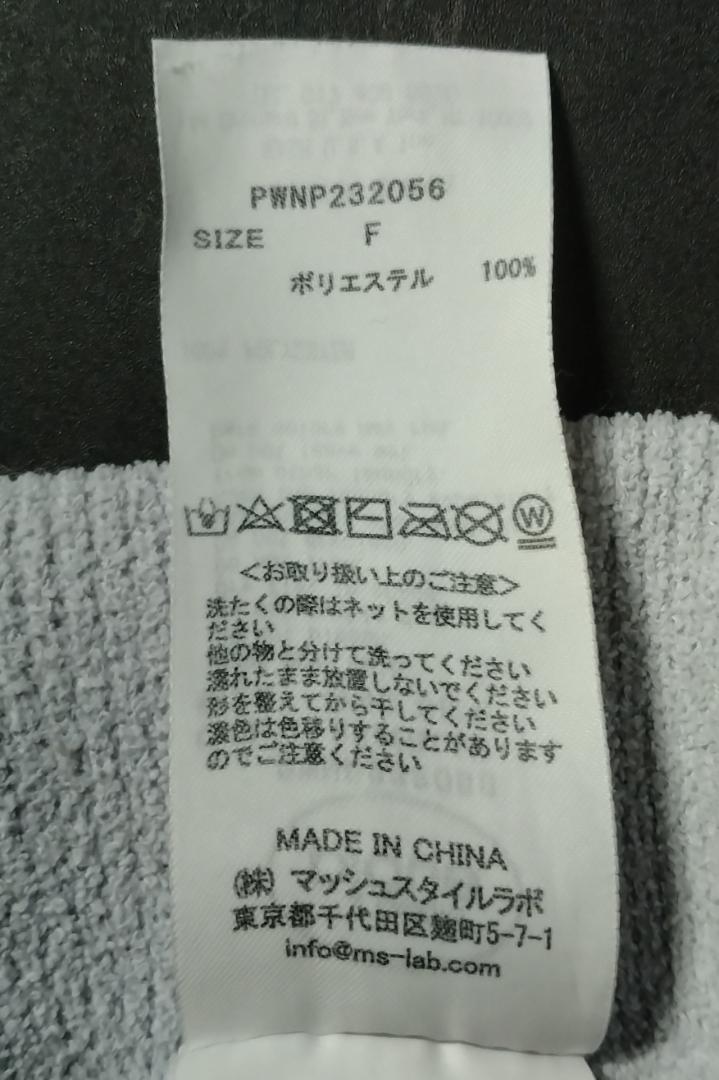 PWNP232056
SIZE F
ポリエステル 100%
W
<お取り扱い上のご注意>
洗たくの際はネットを使用してく
ださい
他の物と分けて洗ってください
濡れたまま放置しないでください
形を整えてから干してください
濃色は色移りすることがあります
のでご注意ください
MADE IN CHINA
(株) マッシュスタイルラボ
東京都千代田区麹町5-7-1
info@ms-lab.com